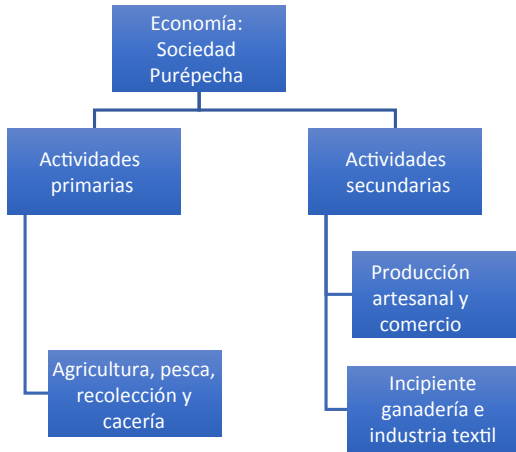 Economía:
Sociedad
Purépecha
Actividades
primarias
Actividades
secundarias
Producción
artesanal y
comercio
Agricultura, pesca,
recolección y
cacería
Incipiente
ganadería e
industria textil